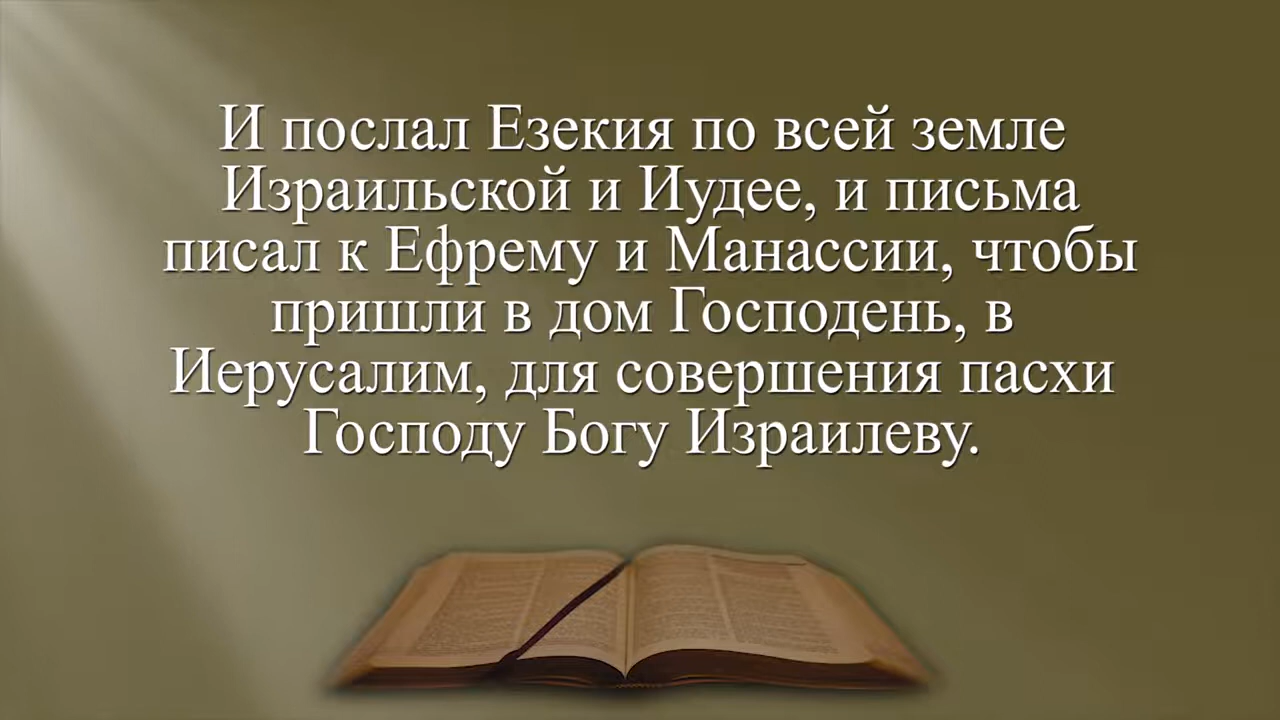 И послал Езекия по всей земле
Израильской и Иудее, и письма
писал к Ефрему и Манассии, чтобы
пришли в дом Господень, в
Иерусалим, для совершения пасхи
Господу Богу Израилеву.